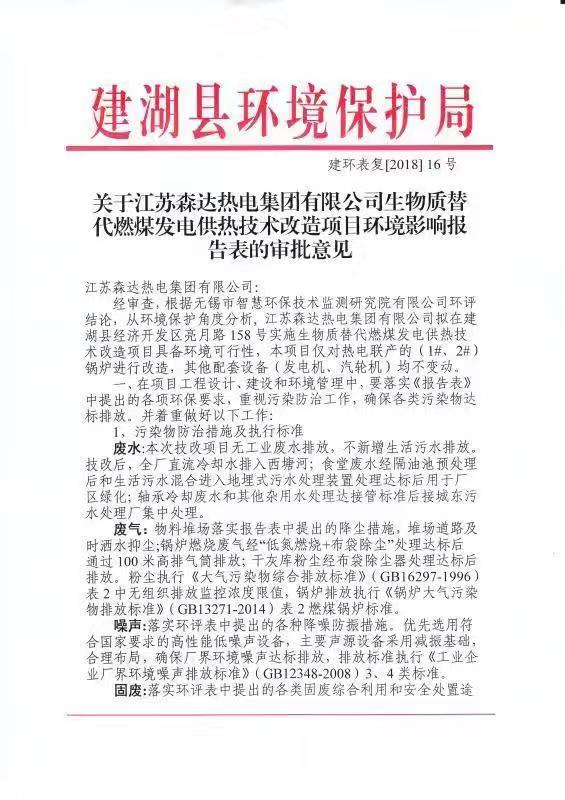 建湖县环境保护局
建环表复[2018] 16 号
关于江苏森达热电集团有限公司生物质替
代燃煤发电供热技术改造项目环境影响报
告表的审批意见
江苏森达热电集团有限公司：
经审查，根据无锡市智慧环保技术监测研究院有限公司环评
结论，从环境保护角度分析，江苏森达热电集团有限公司拟在建
湖县经济开发区亮月路 158 号实施生物质替代燃煤发电供热技
术改造项目具备环境可行性，本项目仅对热电联产的（1#、2#）
锅炉进行改造，其他配套设备（发电机、汽轮机）均不变动。
一、在项目工程设计、建设和环境管理中，要落实《报告表》
中提出的各项环保要求，重视污染防治工作，确保各类污染物达
标排放。并着重做好以下工作：
1，污染物防治措施及执行标准
废水:本次技改项目无工业废水排放，不新增生活污水排放。
技改后，全厂直流冷却水排入西塘河；食堂废水经隔油池预处理
后和生活污水混合进入地埋式污水处理装置处理达标后用于厂
区绿化；轴承冷却废水和其他杂用水处理达接管标准后接城东污
水处理厂集中处理。
废气：物料堆场落实报告表中提出的降尘措施，堆场道路及
时洒水抑尘;锅炉燃烧废气经“低氮燃烧+布袋除尘”处理达标后
通过 100 米高排气筒排放；干灰库粉尘经布袋除尘器处理达标后
排放。粉尘执行《大气污染物综合排放标准》（GB16297-1996）
表 2 中无组织排放监控浓度限值，锅炉排放执行《锅炉大气污染
物排放标准》（GB13271-2014）表 2 燃煤锅炉标准。
噪声:落实环评表中提出的各种降噪防振措施。优先选用符
合国家要求的高性能低噪声设备，主要声源设备采用减振基础，
合理布局，确保厂界环境噪声达标排放，排放标准执行《工业企
业厂界环境噪声排放标准》（GB12348-2008）3、4 类标准。
固废:落实环评表中提出的各类固废综合利用和安全处置途